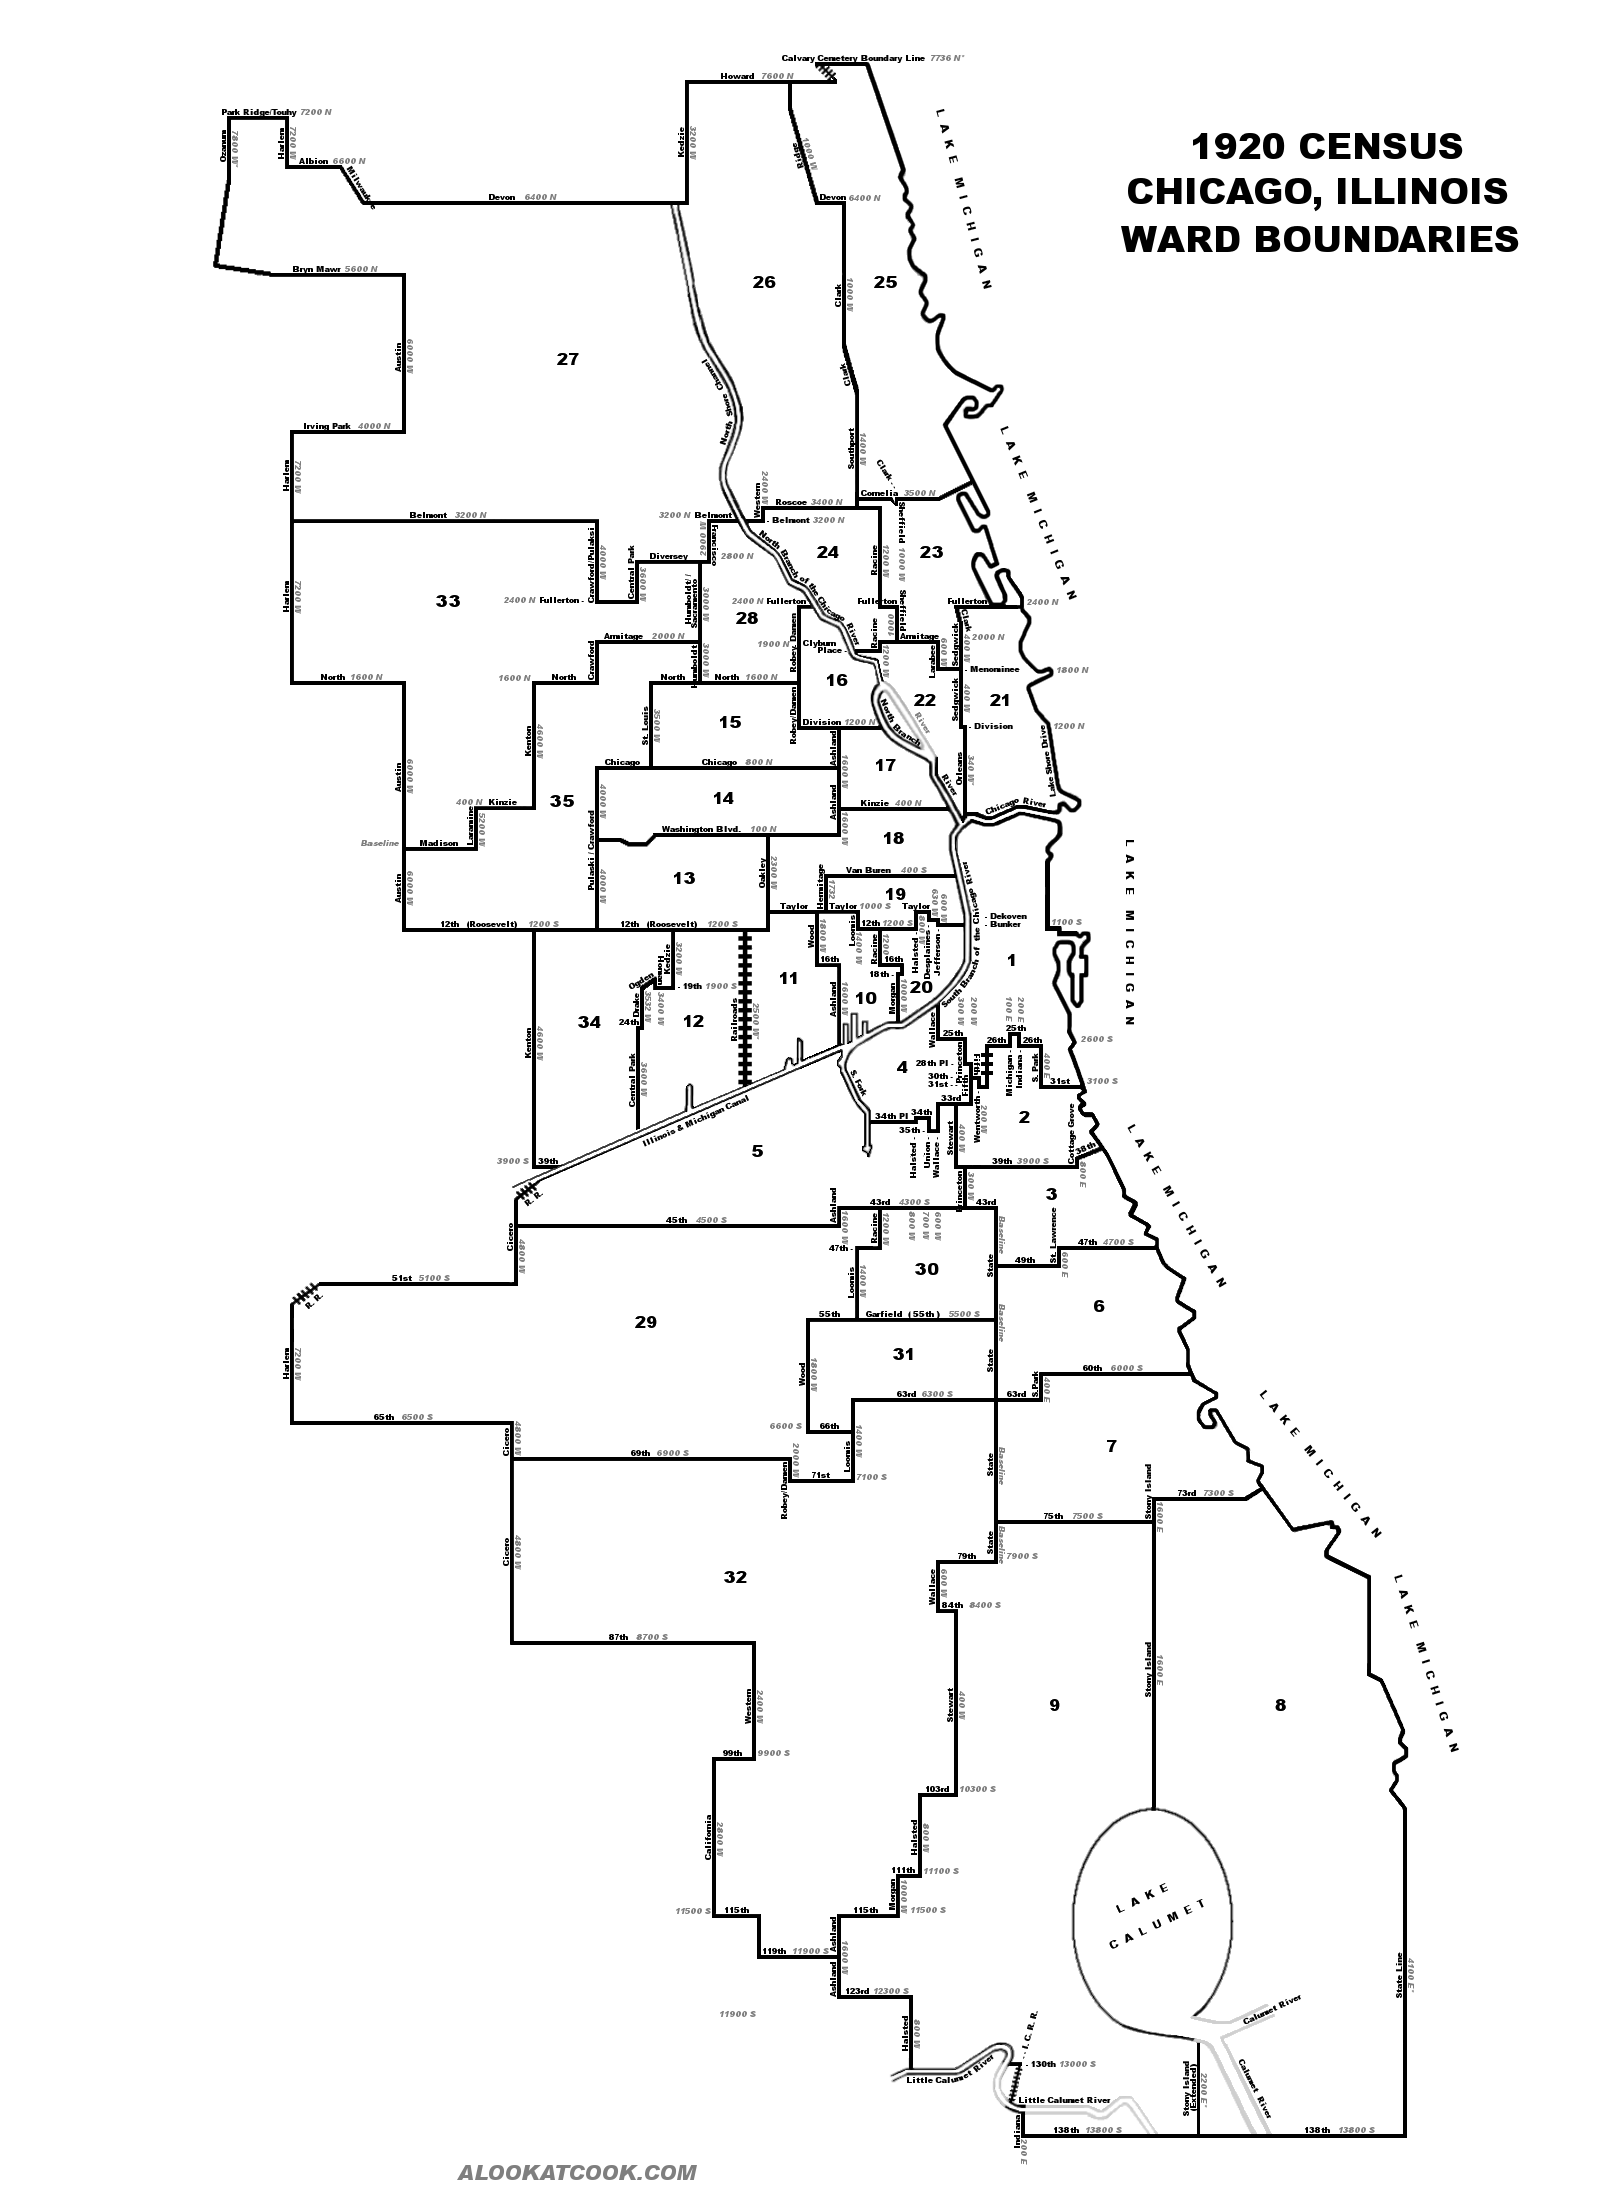 1920 CENSUS
CHICAGO, ILLINOIS
WARD BOUNDARIES
Calvary Cemetery Boundary Line 7736 N*
Howard 7600 N
Park Ridge/Touhy 7200 N
Ozanam
7800 W*
Harlem
7200 W
Albion 6600 N
Milwaukee
Devon 6400 N
Kedzie
3200 W
Ridge
1000 W
Devon 6400 N
LAKE MICHIGAN
Bryn Mawr 5600 N
26
25
Clark
1000 W
Austin
6000 W
27
North Shore Channel
Clark
Irving Park 4000 N
Harlem
7200 W
Southport
1400 W
LAKE MICHIGAN
Clark - -
Cornelia 3500 N
Western
2400 W
Roscoe 3400 N
Belmont 3200 N
3200 N Belmont
- Belmont 3200 N
Francisco
2900 W
Sheffield 1000 W
Crawford/Pulaksi
4000 W
Central Park
3600 W
Diversey
2800 N
24
23
Racine
1200 W
Harlem
7200 W
North Branch of the Chicago River
33
2400 N Fullerton -
Humboldt/
Sacramento
3000 W
2400 N Fullerton
Fullerton
Sheffield
1000
Fullerton
2400 N
28
Armitage 2000 N
Crawford
Humboldt
3000 W
1900 N
Robey/Damen
Clyburn
Place -
Racine
1200 W
Armitage
Larabee
600 W
Clark
Sedgwick
400 W
2000 N
- Menominee
1800 N
North 1600 N
1600 N North
North
North 1600 N
16
22
21
Sedgwick
400 W
St. Louis
3500 W
15
Robey/Damen
Division 1200 N
North Branch
River
- Division
1200 N
Kenton
4600 W
Ashland
1600 W
17
River
Orleans
340 W*
Lake Shore Drive
Chicago
Chicago 800 N
Austin
6000 W
35
4000 W
14
Ashland
1600 W
400 N Kinzie
Kinzie 400 N
Chicago River
Laramine
5200 W
Washington Blvd. 100 N
18
Baseline
Madison
Pulaski / Crawford
4000 W
13
Oakley
2300 W
Van Buren 400 S
Austin
6000 W
Hermitage
1732
19
LAKE MICHIGAN
Taylor
Taylor 1000 S
Taylor
630 W
600 W
- Dekoven
- Bunker
1100 S
12th (Roosevelt) 1200 S
12th (Roosevelt) 1200 S
Wood
1800 W
Loomis
1400 W
12th 1200 S
Racine
1200
Halsted -
800 W
Desplaines -
Jefferson -
South Branch of the Chicago River
1
Kedzie
3200 W
Homan
3400 W
Ogden
- 19th 1900 S
Drake
3532 W
24th
34
12
Railroads
2500 W*
11
16th
Ashland
1600 W
10
16th
18th -
Morgan
1000 W
20
Kenton
4600 W
Central Park
3600 W
Illinois & Michigan Canal
S. Fork
4
Wallace
300 W
200 W
100 E
200 E
25th
28th Pl -
30th-
31st -
Princeton
Fifth
Fifth
Wentworth -
200 W
26th
25th
26th
Michigan -
Indiana -
S. Park
400 E
2600 S
31st
3100 S
33rd
34th Pl
34th
35th -
Halsted -
Union -
Wallace -
Stewart
400 W
2
Cottage Grove
38th
800 E
5
3900 S
39th
39th 3900 S
LAKE MICHIGAN
R. R.
Princeton
300 W
3
Cicero
4800 W
45th 4500 S
Ashland
1600 W
43rd 4300 S
43rd
Racine
1200 W
800 W
700 W
600 W
47th -
Loomis
1400 W
30
Baseline
State
St. Lawrence
600 E
47th 4700 S
49th
51st 5100 S
R. R.
6
29
55th
Garfield (55th) 5500 S
Baseline
State
31
Harlem
7200 W
Wood
1800 W
60th 6000 S
S.Park
400 E
63rd 6300 S
63rd
65th 6500 S
6600 S
66th
Loomis
1400 W
Cicero
4800 W
69th 6900 S
Robey/Damen
2000 W
71st
7100 S
State
Baseline
7
LAKE MICHIGAN
Stony Island
1600 E
73rd 7300 S
75th 7500 S
State
Baseline
Cicero
4800 W
32
79th
7900 S
Wallace
600 W
84th 8400 S
LAKE MICHIGAN
87th 8700 S
Western
2400 W
Stewart
400 W
9
Stony Island
1600 E
8
99th 9900 S
103rd 10300 S
California
2800 W
Halsted
800 W
111th 11100 S
Morgan
1000 W
11500 S 115th
115th 11500 S
LAKE
CALUMET
Ashland
1600 W
119th 11900 S
Ashland
123rd 12300 S
State Line
4100 E*
11900 S
Halsted
800 W
Little Calumet River
- - I. C. R. R.
- 130th 13000 S
Calumet River
Calumet River
Stony Island
(Extended)
2200 E*
Little Calumet River
Indiana
200 E
138th 13800 S
138th 13800 S
ALOOKATCOOK.COM